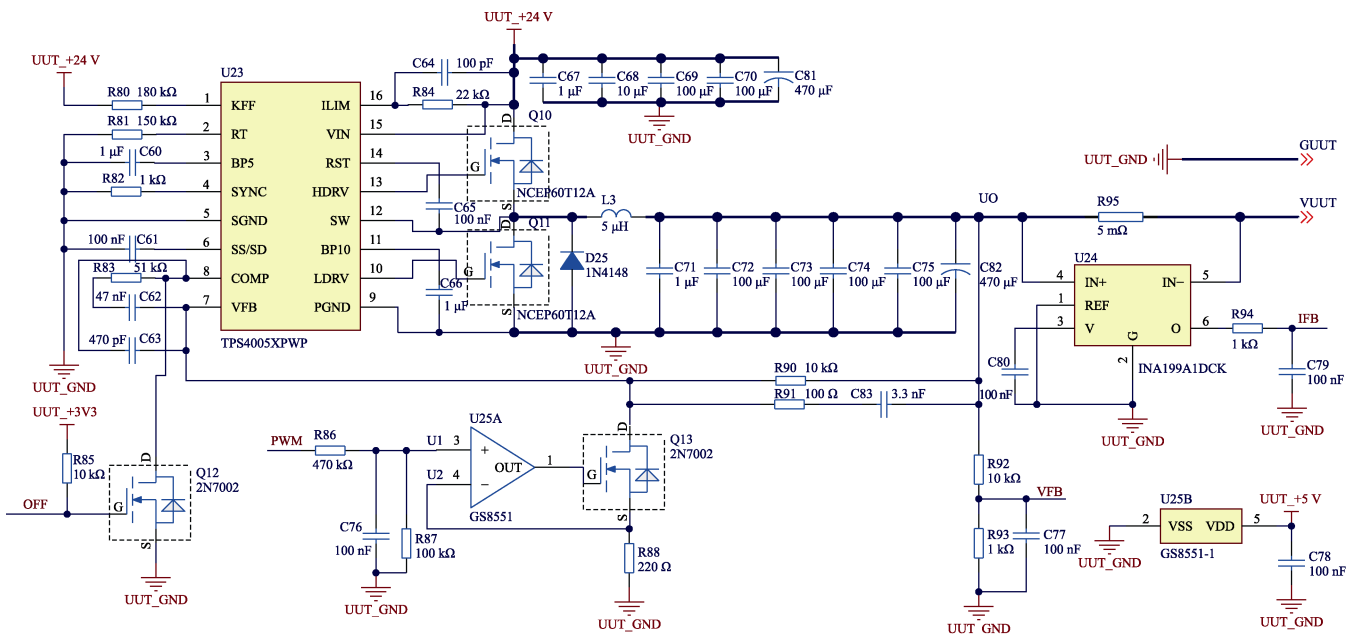 UUT_+24 V
UUT_+24 V
U23
C64 100 pF
C67
1 μF
C68
10 μF
C69
100 μF
C70
100 μF
C81
470 μF
R80 180 kΩ
1 KFF
ILIM 16
R84 22 kΩ
UUT_GND
R81 150 kΩ
2 RT
VIN 15
D
Q10
1 μF C60
3 BP5
RST 14
G
R82 1 kΩ
4 SYNC
HDRV 13
NCEP60T12A
S
C65
100 nF
5 SGND
SW 12
D
Q11
L3
5 μH
UO
R95
5 mΩ
GUUT
UUT_GND
VUUT
100 nF C61
6 SS/SD
BP10 11
R83 51 kΩ
8 COMP
LDRV 10
G
D25
1N4148
C66
1 μF
47 nF C62
7 VFB
PGND 9
S
NCEP60T12A
C71
1 μF
C72
100 μF
C73
100 μF
C74
100 μF
C75
100 μF
C82
470 μF
U24
4 IN+
IN− 5
1 REF
3 V
G
O 6
2
INA199A1DCK
R94
1 kΩ
IFB
C79
100 nF
UUT_GND
C80
100 nF
UUT_GND
470 pF C63
TPS4005XPWP
UUT_GND
UUT_GND
R90 10 kΩ
R91 100 Ω
C83 3.3 nF
UUT_+3V3
R85
10 kΩ
OFF
D
G
S
Q12
2N7002
UUT_GND
PWM
R86
470 kΩ
U1 3
U2 4
U25A
+
−
OUT
1
GS8551
C76
100 nF
R87
100 kΩ
UUT_GND
D
G
S
Q13
2N7002
R88
220 Ω
UUT_GND
R92
10 kΩ
VFB
R93
1 kΩ
C77
100 nF
UUT_GND
U25B
2 VSS VDD 5
GS8551-1
UUT_GND
UUT_+5 V
C78
100 nF
UUT_GND